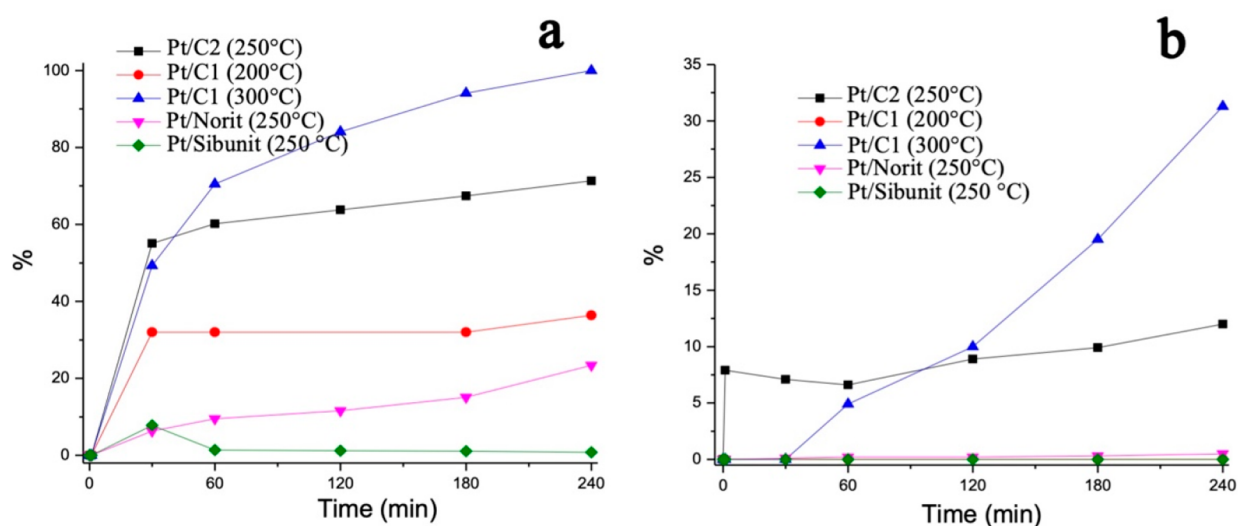 a
Pt/C2 (250°C)
Pt/C1 (200°C)
Pt/C1 (300°C)
Pt/Norit (250°C)
Pt/Sibunit (250 °C)
100
80
60
40
20
0
%
0 60 120 180 240
Time (min)
b
Pt/C2 (250°C)
Pt/C1 (200°C)
Pt/C1 (300°C)
Pt/Norit (250°C)
Pt/Sibunit (250 °C)
35
30
25
20
15
10
5
0
%
0 60 120 180 240
Time (min)